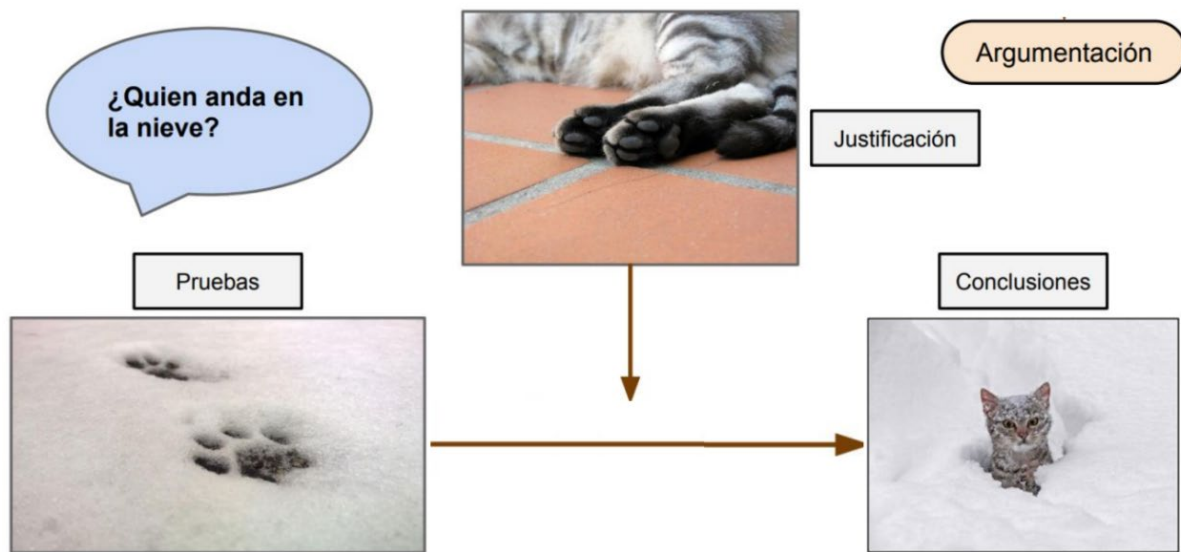 ¿Quien anda en
la nieve?
Argumentación
Justificación
Pruebas
Conclusiones